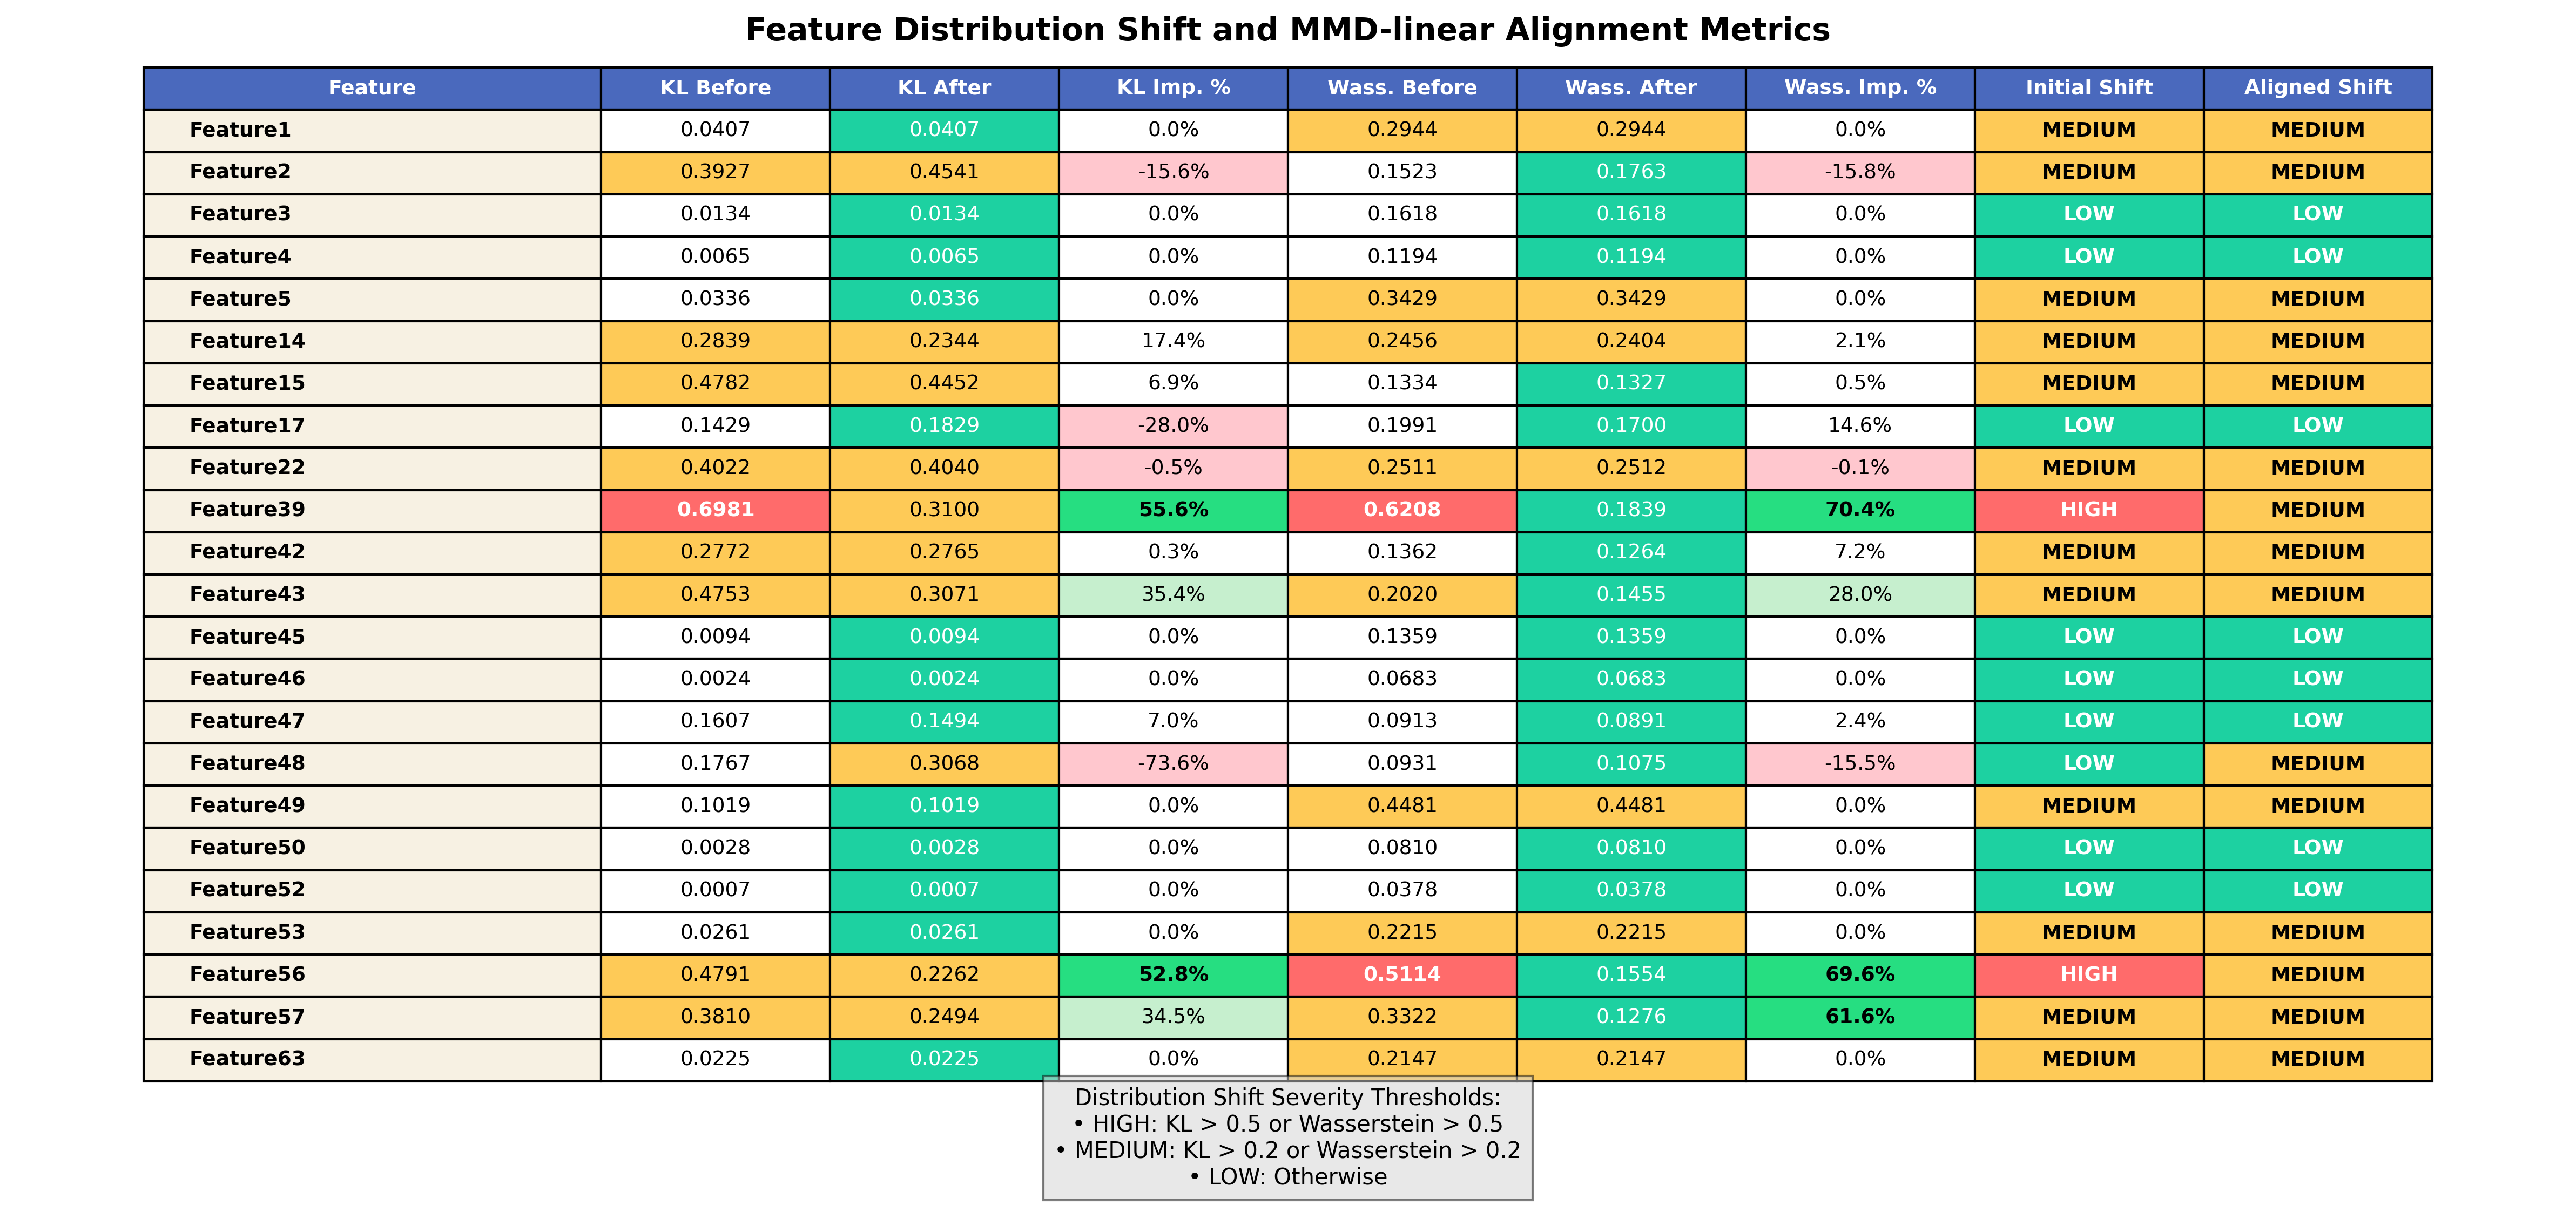 Feature Distribution Shift and MMD-linear Alignment Metrics
Feature KL Before KL After KL Imp. % Wass. Before Wass. After Wass. Imp. % Initial Shift Aligned Shift
Feature1 0.0407 0.0407 0.0% 0.2944 0.2944 0.0% MEDIUM MEDIUM
Feature2 0.3927 0.4541 -15.6% 0.1523 0.1763 -15.8% MEDIUM MEDIUM
Feature3 0.0134 0.0134 0.0% 0.1618 0.1618 0.0% LOW LOW
Feature4 0.0065 0.0065 0.0% 0.1194 0.1194 0.0% LOW LOW
Feature5 0.0336 0.0336 0.0% 0.3429 0.3429 0.0% MEDIUM MEDIUM
Feature14 0.2839 0.2344 17.4% 0.2456 0.2404 2.1% MEDIUM MEDIUM
Feature15 0.4782 0.4452 6.9% 0.1334 0.1327 0.5% MEDIUM MEDIUM
Feature17 0.1429 0.1829 -28.0% 0.1991 0.1700 14.6% LOW LOW
Feature22 0.4022 0.4040 -0.5% 0.2511 0.2512 -0.1% MEDIUM MEDIUM
Feature39 0.6981 0.3100 55.6% 0.6208 0.1839 70.4% HIGH MEDIUM
Feature42 0.2772 0.2765 0.3% 0.1362 0.1264 7.2% MEDIUM MEDIUM
Feature43 0.4753 0.3071 35.4% 0.2020 0.1455 28.0% MEDIUM MEDIUM
Feature45 0.0094 0.0094 0.0% 0.1359 0.1359 0.0% LOW LOW
Feature46 0.0024 0.0024 0.0% 0.0683 0.0683 0.0% LOW LOW
Feature47 0.1607 0.1494 7.0% 0.0913 0.0891 2.4% LOW LOW
Feature48 0.1767 0.3068 -73.6% 0.0931 0.1075 -15.5% LOW MEDIUM
Feature49 0.1019 0.1019 0.0% 0.4481 0.4481 0.0% MEDIUM MEDIUM
Feature50 0.0028 0.0028 0.0% 0.0810 0.0810 0.0% LOW LOW
Feature52 0.0007 0.0007 0.0% 0.0378 0.0378 0.0% LOW LOW
Feature53 0.0261 0.0261 0.0% 0.2215 0.2215 0.0% MEDIUM MEDIUM
Feature56 0.4791 0.2262 52.8% 0.5114 0.1554 69.6% HIGH MEDIUM
Feature57 0.3810 0.2494 34.5% 0.3322 0.1276 61.6% MEDIUM MEDIUM
Feature63 0.0225 0.0225 0.0% 0.2147 0.2147 0.0% MEDIUM MEDIUM
Distribution Shift Severity Thresholds:
• HIGH: KL > 0.5 or Wasserstein > 0.5
• MEDIUM: KL > 0.2 or Wasserstein > 0.2
• LOW: Otherwise